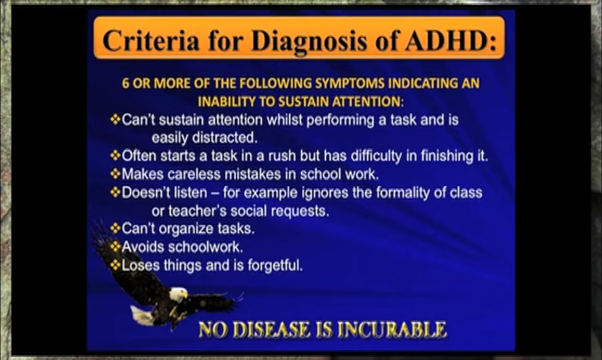 Criteria for Diagnosis of ADHD:
6 OR MORE OF THE FOLLOWING SYMPTOMS INDICATING AN
INABILITY TO SUSTAIN ATTENTION:
❖Can't sustain attention whilst performing a task and is
easily distracted.
❖Often starts a task in a rush but has difficulty in finishing it.
❖Makes careless mistakes in school work.
❖Doesn't listen – for example ignores the formality of class
or teacher's social requests.
❖Can't organize tasks.
❖Avoids schoolwork.
❖Loses things and is forgetful.
NO DISEASE IS INCURABLE